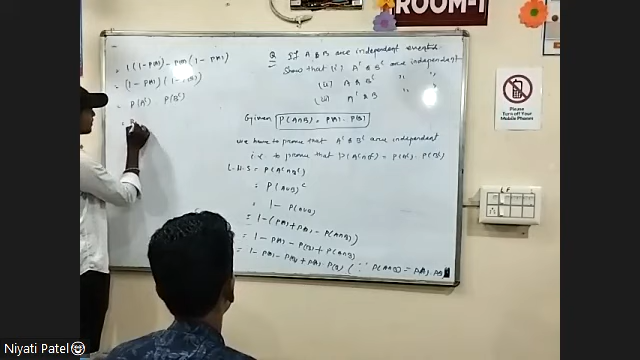 ROOM-1
= 1(1-P(A)) - P(B)(1-P(A))
= (1-P(A)) (1-P(B))
= P(A') P(B')
=
Q If A & B are independent events.
Show that (i) A' & B' are independent
(ii) A & B' " "
(iii) A' & B " "
Given P(A∩B) = P(A). P(B)
We have to prove that A' & B' are independent
i.e to prove that P(A'∩B') = P(A'). P(B')
L.H.S = P(A'∩B')
= P(A∪B)'
= 1 - P(A∪B)
= 1 - (P(A) + P(B) - P(A∩B))
= 1 - P(A) - P(B) + P(A∩B)
= 1 - P(A) - P(B) + P(A). P(B) (∵ P(A∩B) = P(A). P(B)
Please
Turn off Your
Mobile Phones
Niyati Patel😊